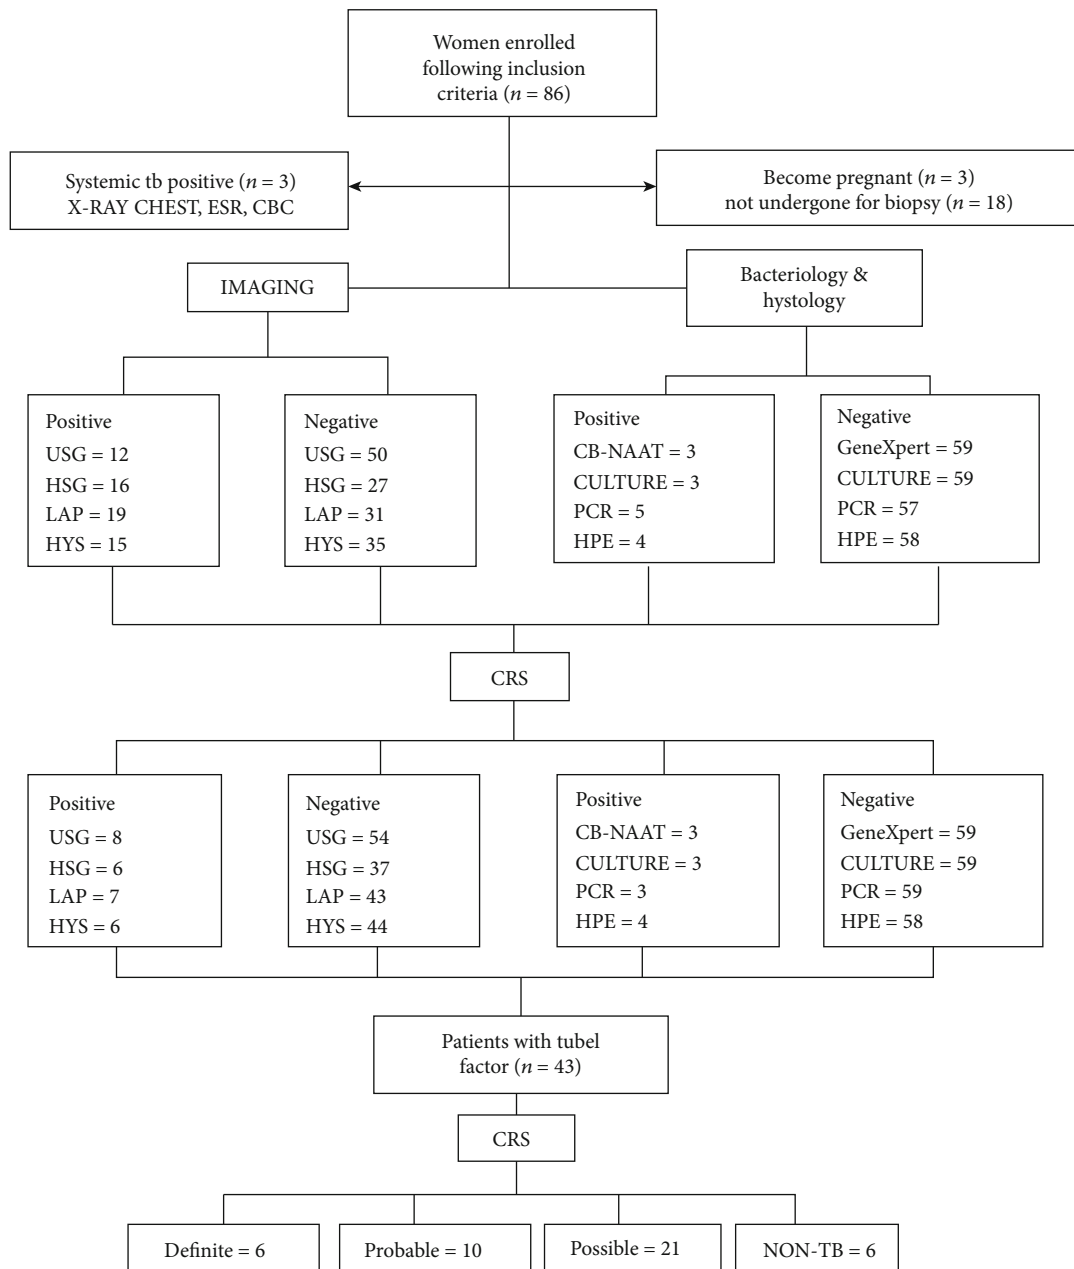 Women enrolled
following inclusion
criteria (n = 86)
Systemic tb positive (n = 3)
X-RAY CHEST, ESR, CBC
Become pregnant (n = 3)
not undergone for biopsy (n = 18)
IMAGING
Bacteriology &
hystology
Positive
USG = 12
HSG = 16
LAP = 19
HYS = 15
Negative
USG = 50
HSG = 27
LAP = 31
HYS = 35
Positive
CB-NAAT = 3
CULTURE = 3
PCR = 5
HPE = 4
Negative
GeneXpert = 59
CULTURE = 59
PCR = 57
HPE = 58
CRS
Positive
USG = 8
HSG = 6
LAP = 7
HYS = 6
Negative
USG = 54
HSG = 37
LAP = 43
HYS = 44
Positive
CB-NAAT = 3
CULTURE = 3
PCR = 3
HPE = 4
Negative
GeneXpert = 59
CULTURE = 59
PCR = 59
HPE = 58
Patients with tubel
factor (n = 43)
CRS
Definite = 6
Probable = 10
Possible = 21
NON-TB = 6